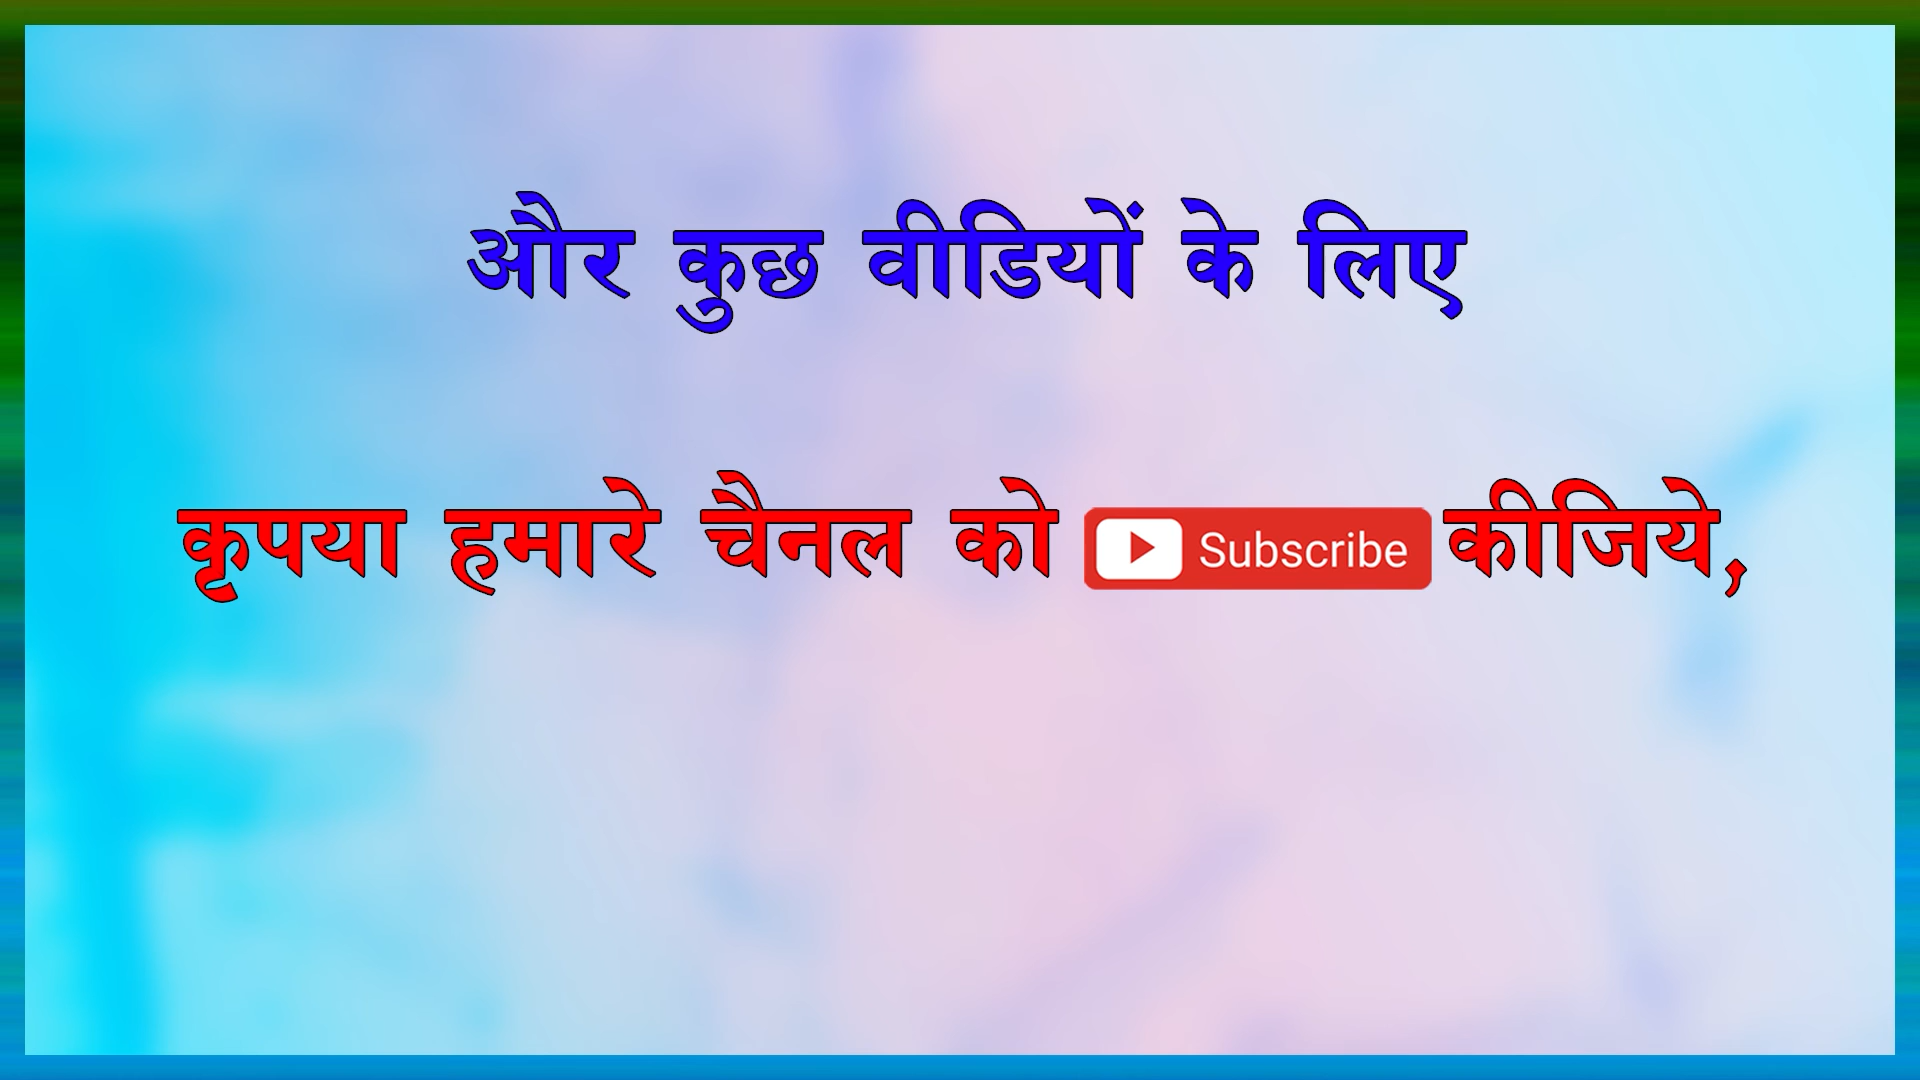 और कुछ वीडियों के लिए
कृपया हमारे चैनल को Subscribe कीजिये,